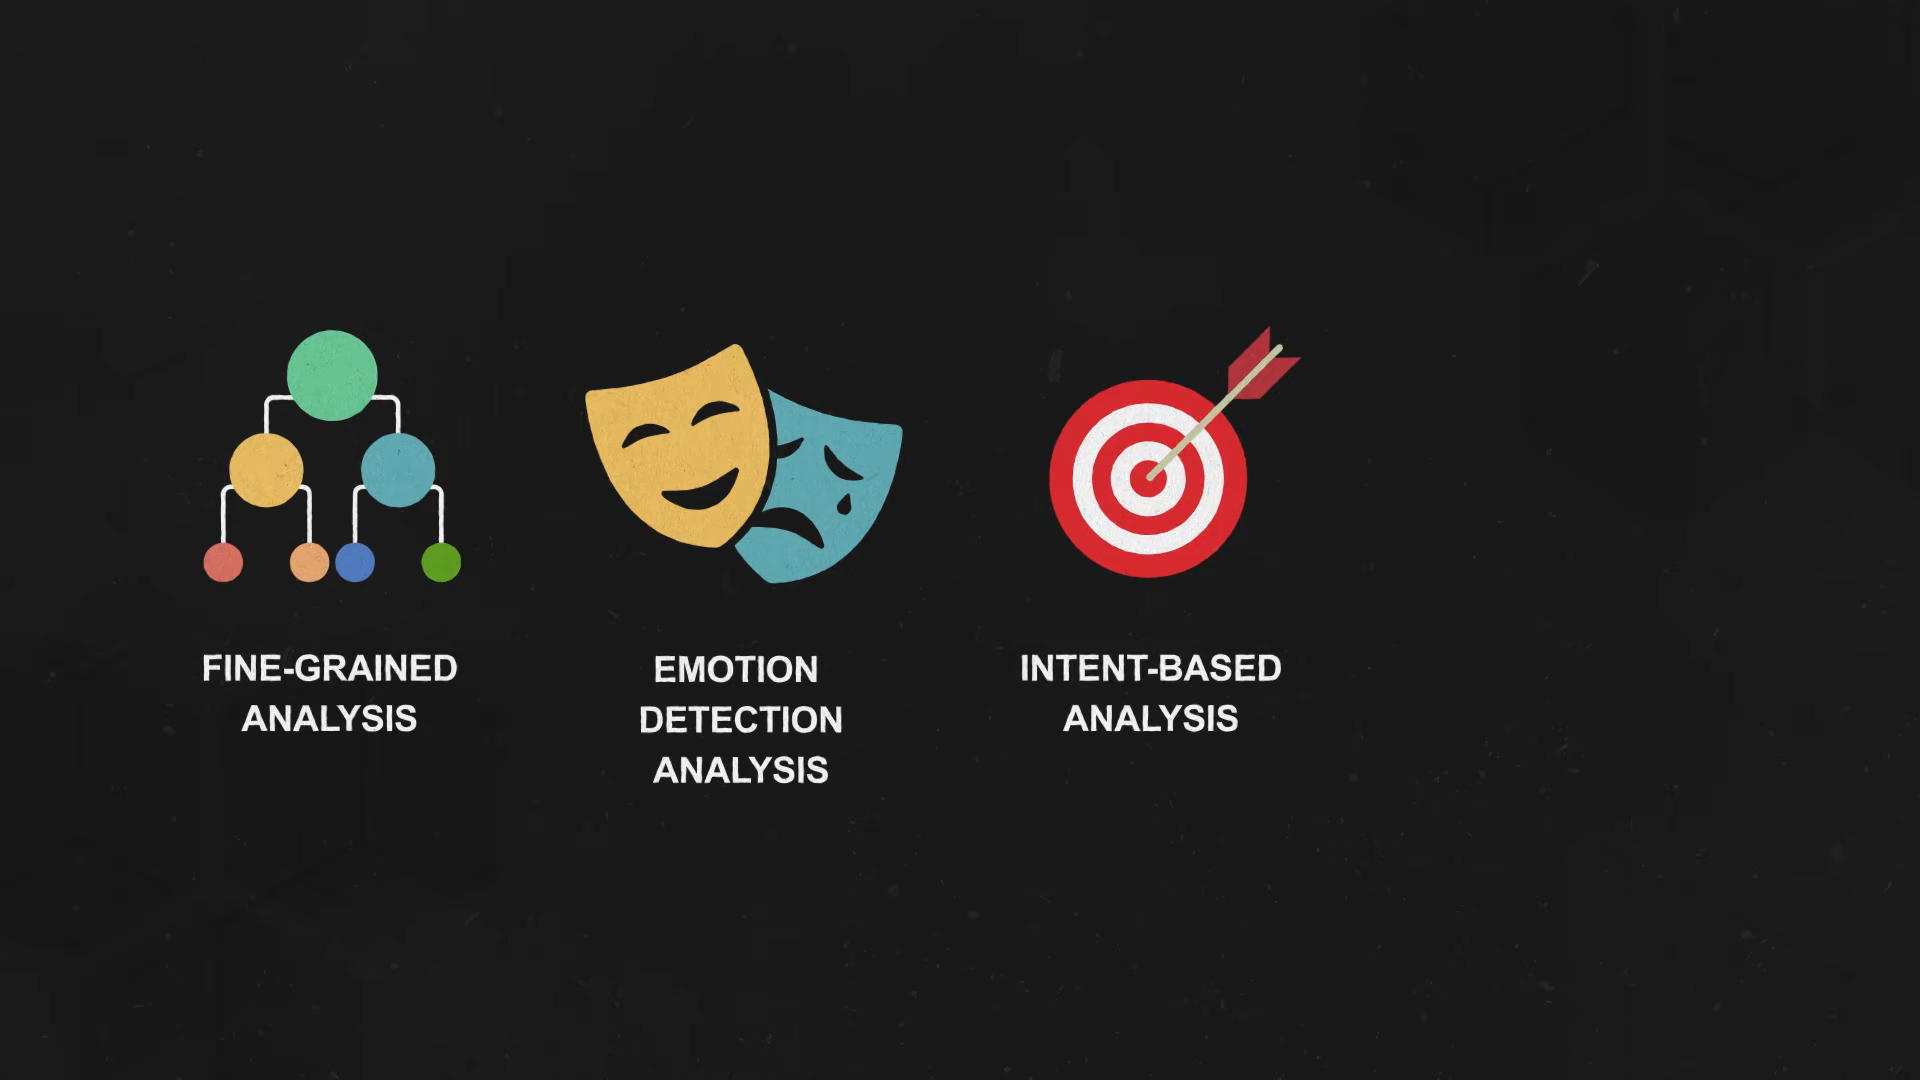 FINE-GRAINED
ANALYSIS
EMOTION
DETECTION
ANALYSIS
INTENT-BASED
ANALYSIS